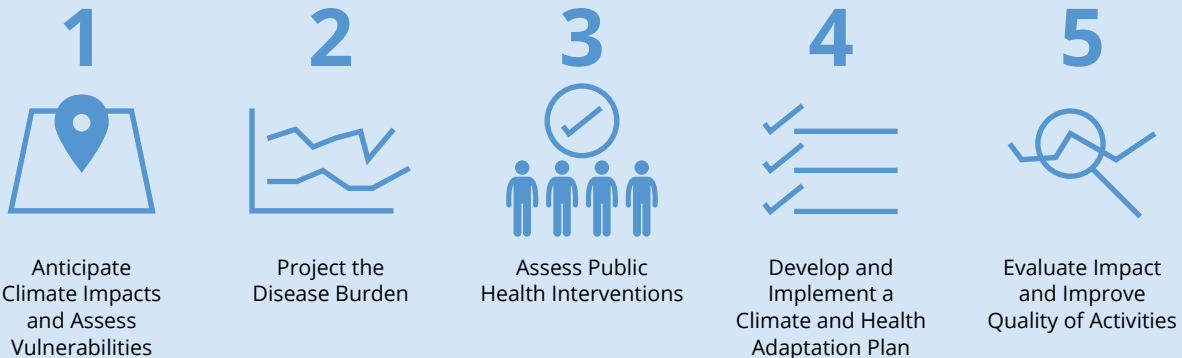 1
Anticipate
Climate Impacts
and Assess
Vulnerabilities
2
Project the
Disease Burden
3
Assess Public
Health Interventions
4
Develop and
Implement a
Climate and Health
Adaptation Plan
5
Evaluate Impact
and Improve
Quality of Activities